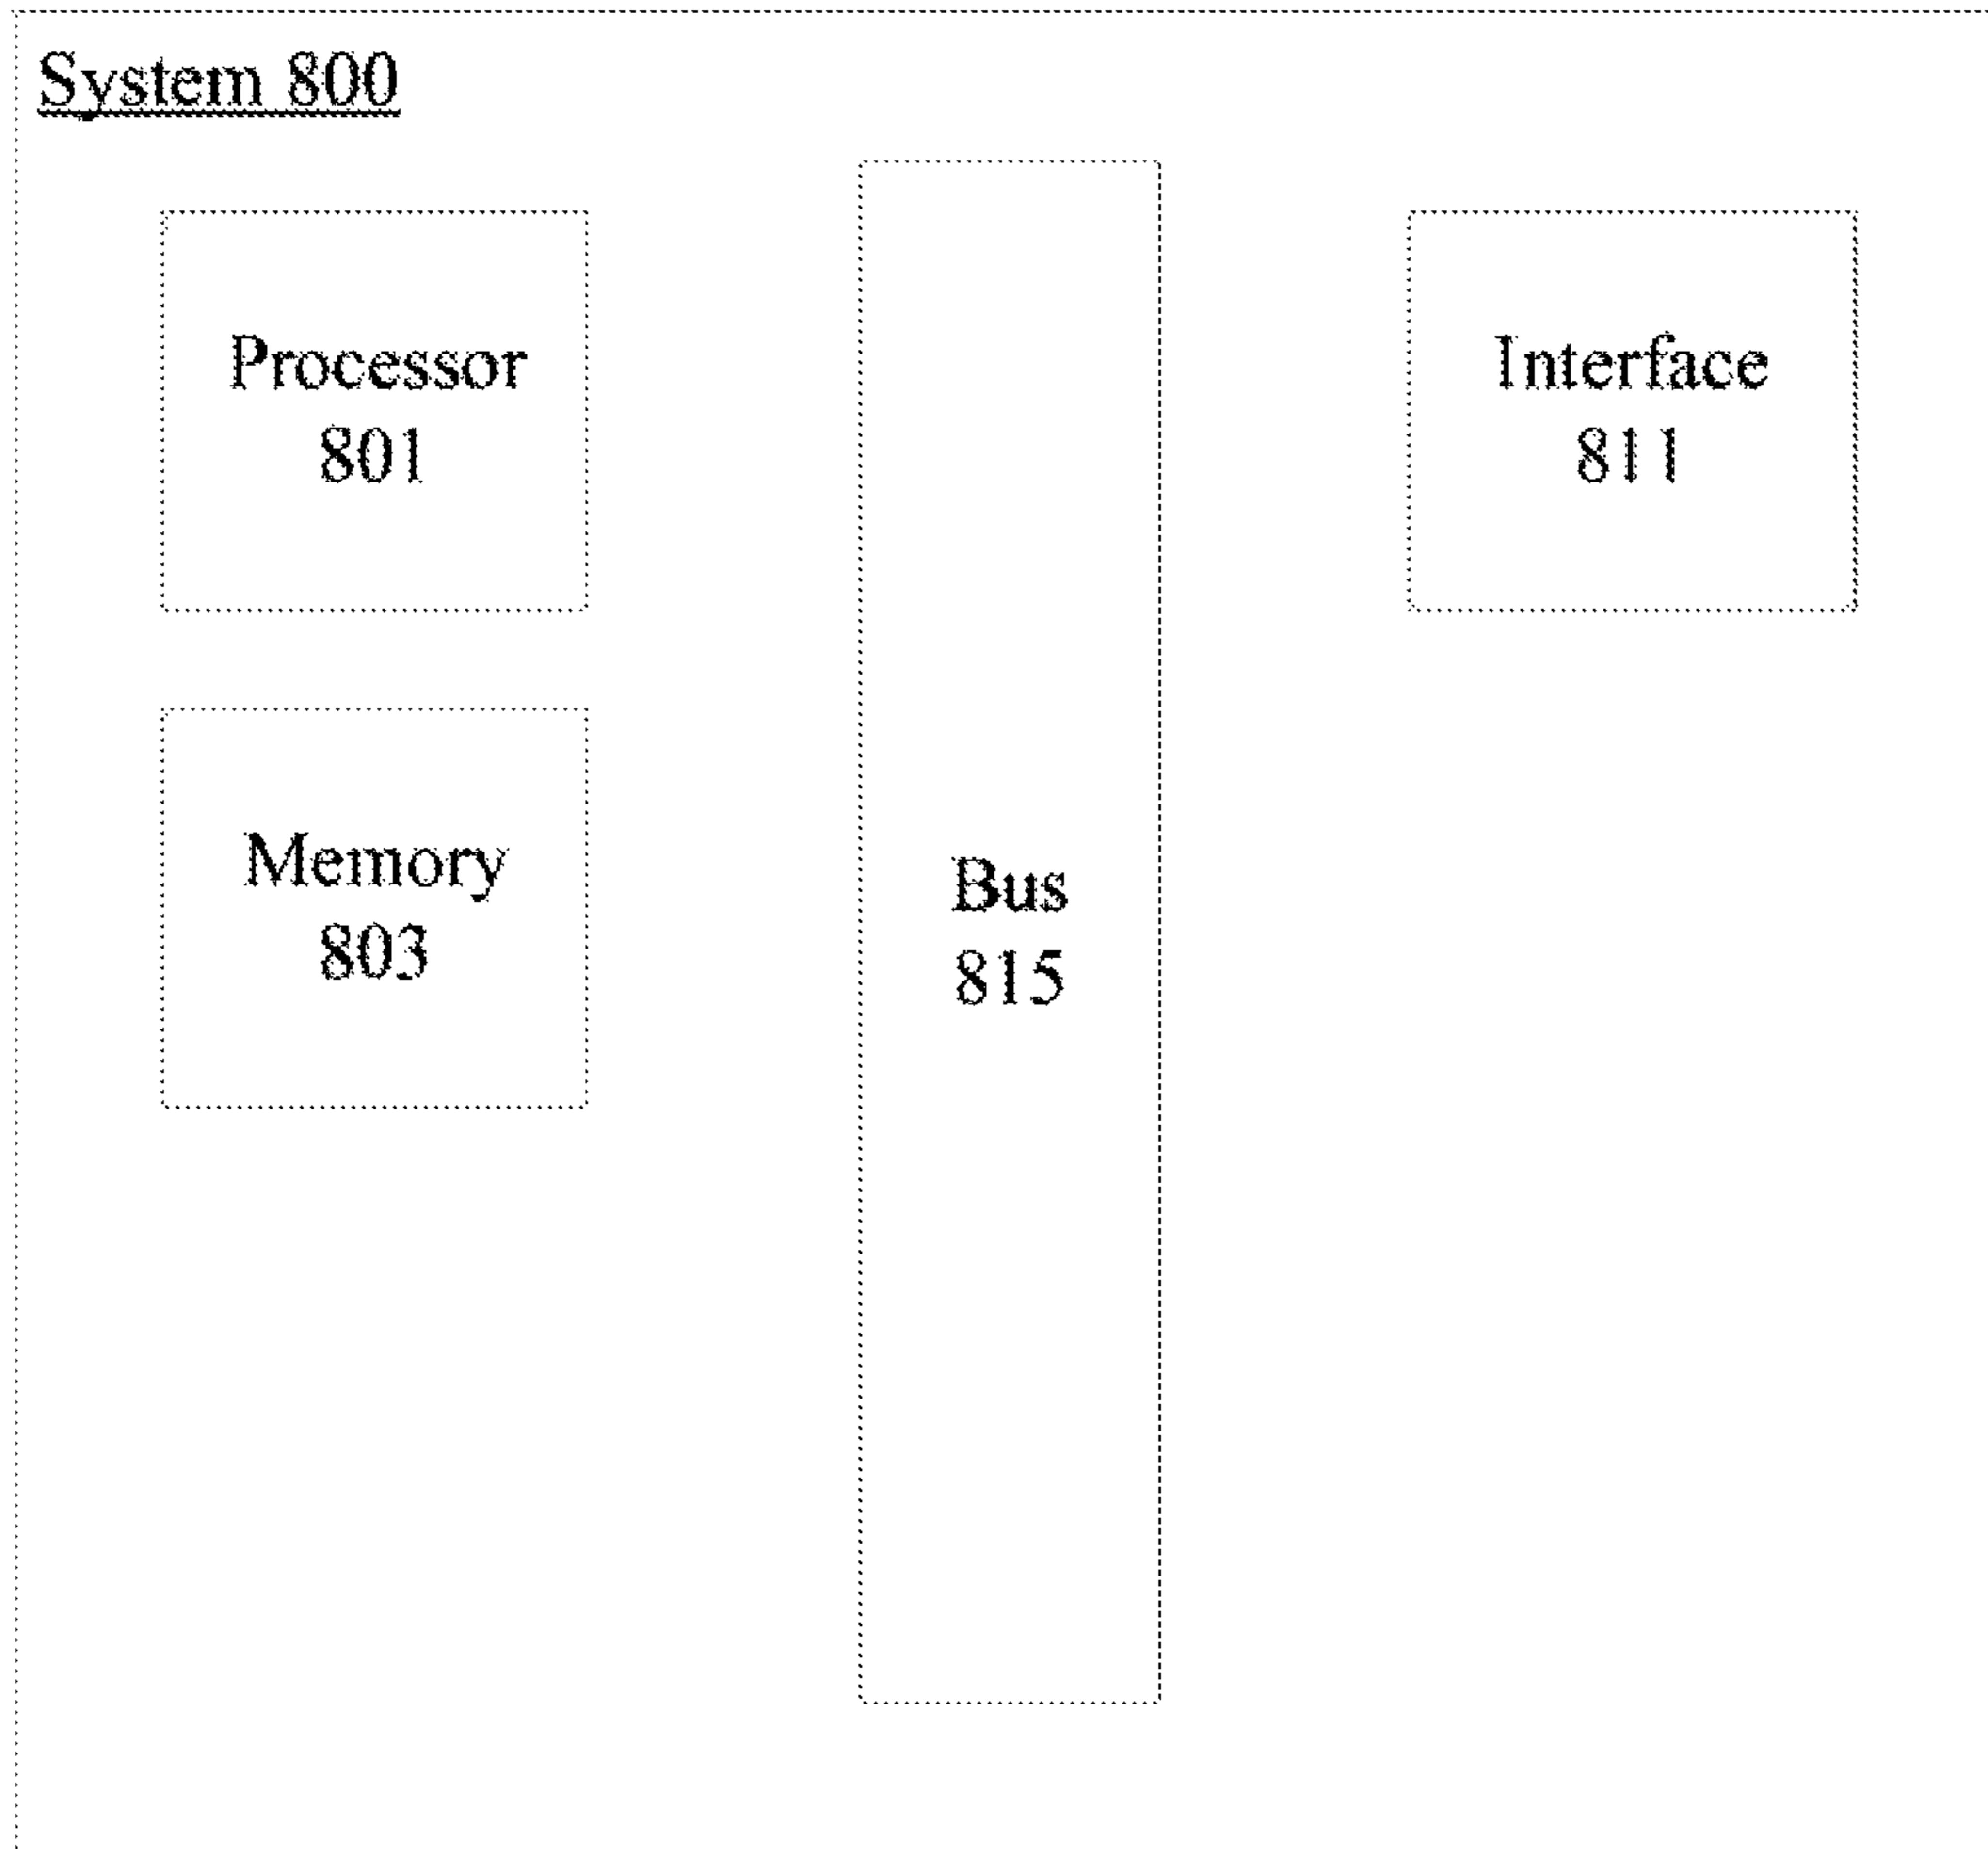 System 800
Processor
801
Interface
811
Memory
803
Bus
815